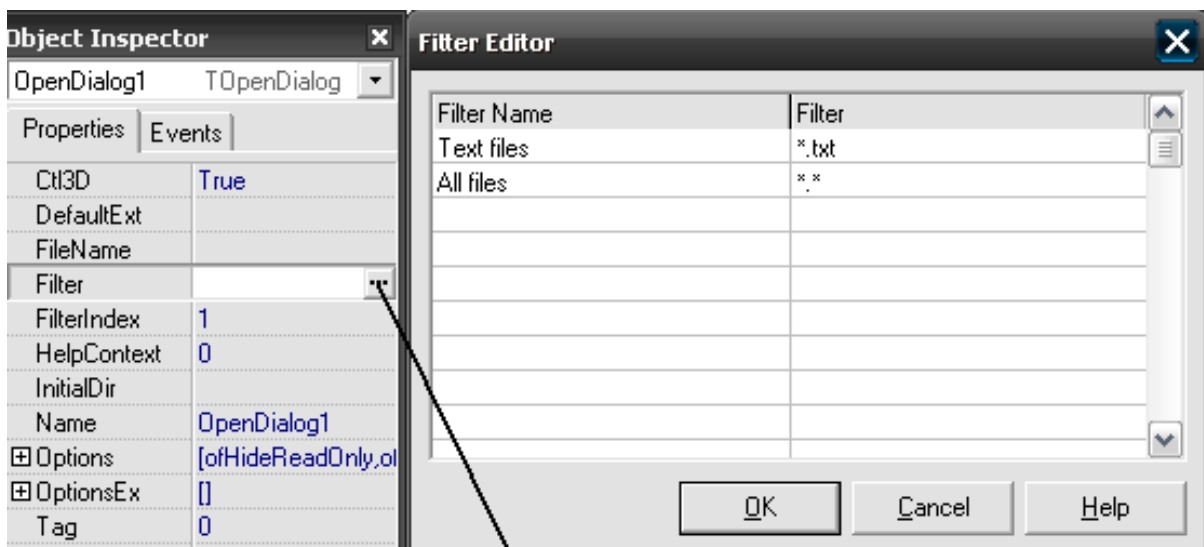 Object Inspector
OpenDialog1 TOpenDialog
Properties Events
Ctl3D True
DefaultExt
FileName
Filter ...
FilterIndex 1
HelpContext 0
InitialDir
Name OpenDialog1
Options [ofHideReadOnly,of
OptionsEx []
Tag 0
Filter Editor
Filter Name Filter
Text files *.txt
All files *.*
OK Cancel Help